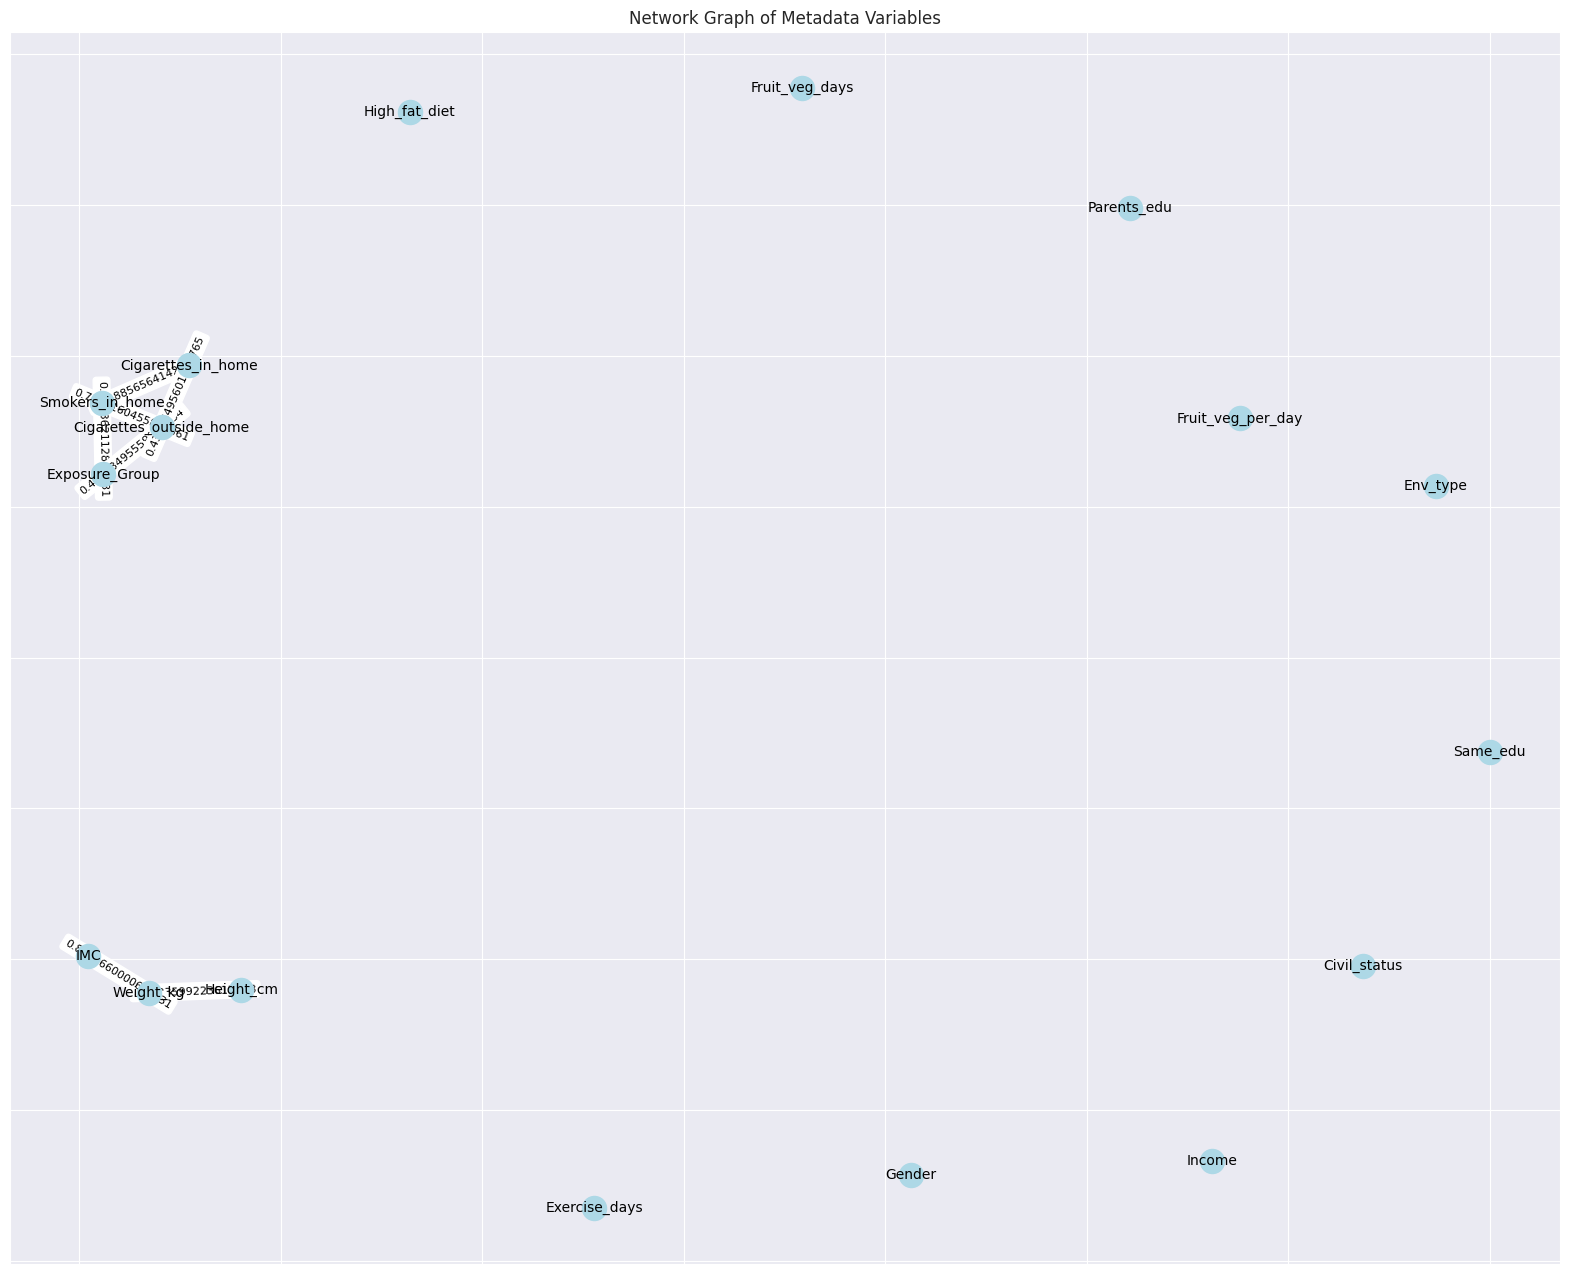 Network Graph of Metadata Variables
Fruit_veg_days
High_fat_diet
Parents_edu
Cigarettes_in_home
Smokers_in_home
Fruit_veg_per_day
Cigarettes_outside_home
Exposure_Group
Env_type
Same_edu
IMC
Civil_status
Weight_kg
Height_cm
Income
Gender
Exercise_days